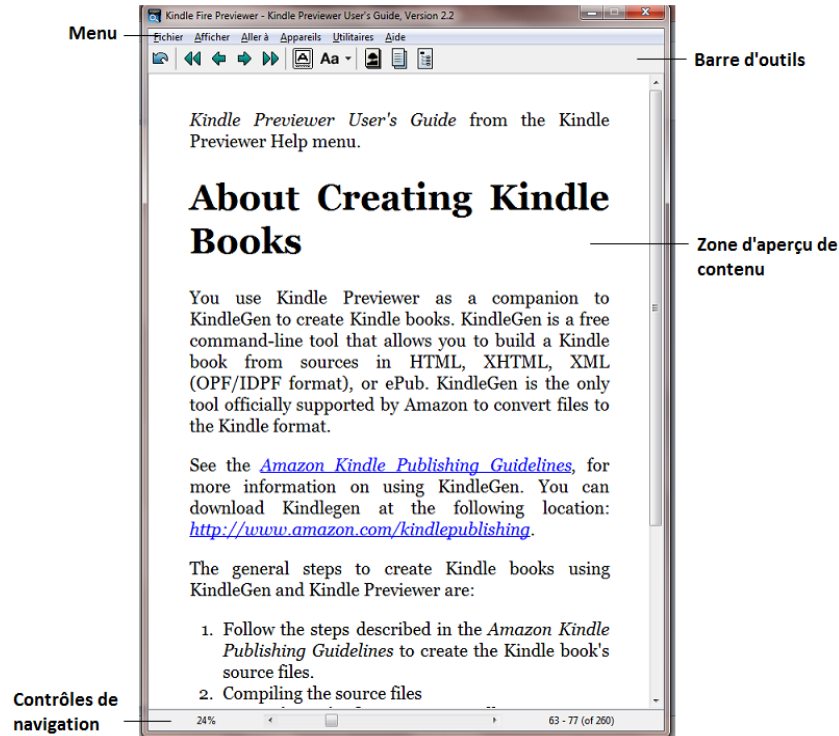 Kindle Fire Previewer - Kindle Previewer User's Guide, Version 2.2
Menu
Fichier Afficher Aller à Appareils Utilitaires Aide
Aa
Barre d'outils
Kindle Previewer User's Guide from the Kindle
Previewer Help menu.
About Creating Kindle
Books
Zone d'aperçu de
contenu
You use Kindle Previewer as a companion to
KindleGen to create Kindle books. KindleGen is a free
command-line tool that allows you to build a Kindle
book from sources in HTML, XHTML, XML
(OPF/IDPF format), or ePub. KindleGen is the only
tool officially supported by Amazon to convert files to
the Kindle format.
See the Amazon Kindle Publishing Guidelines, for
more information on using KindleGen. You can
download Kindlegen at the following location:
http://www.amazon.com/kindlepublishing.
The general steps to create Kindle books using
KindleGen and Kindle Previewer are:
1. Follow the steps described in the Amazon Kindle
Publishing Guidelines to create the Kindle book's
source files.
2. Compiling the source files
Contrôles de
navigation
24%
63 - 77 (of 260)